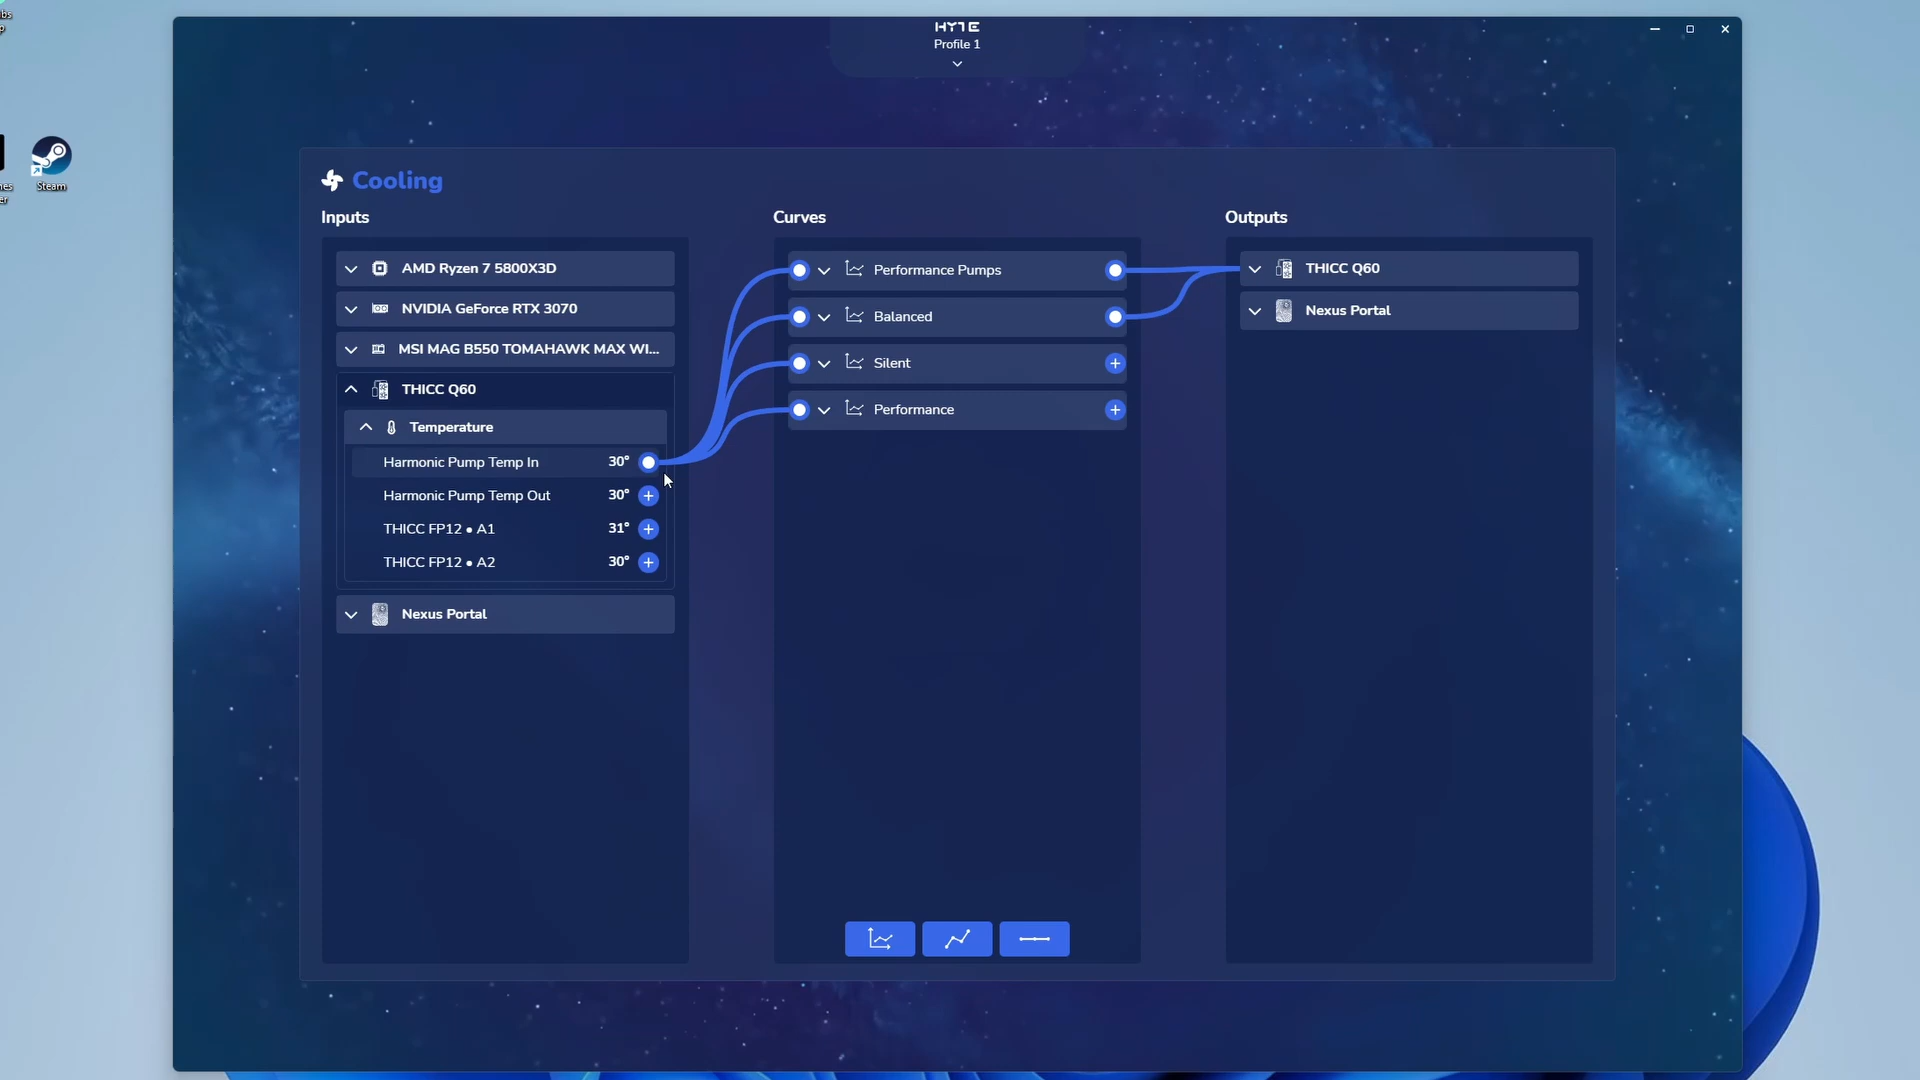 HYTE
Profile 1
Steam
Cooling
Inputs
Curves
Outputs
AMD Ryzen 7 5800X3D
NVIDIA GeForce RTX 3070
MSI MAG B550 TOMAHAWK MAX WI...
THICC Q60
Temperature
Harmonic Pump Temp In 30°
Harmonic Pump Temp Out 30°
THICC FP12 • A1 31°
THICC FP12 • A2 30°
Nexus Portal
Performance Pumps
Balanced
Silent
Performance
THICC Q60
Nexus Portal